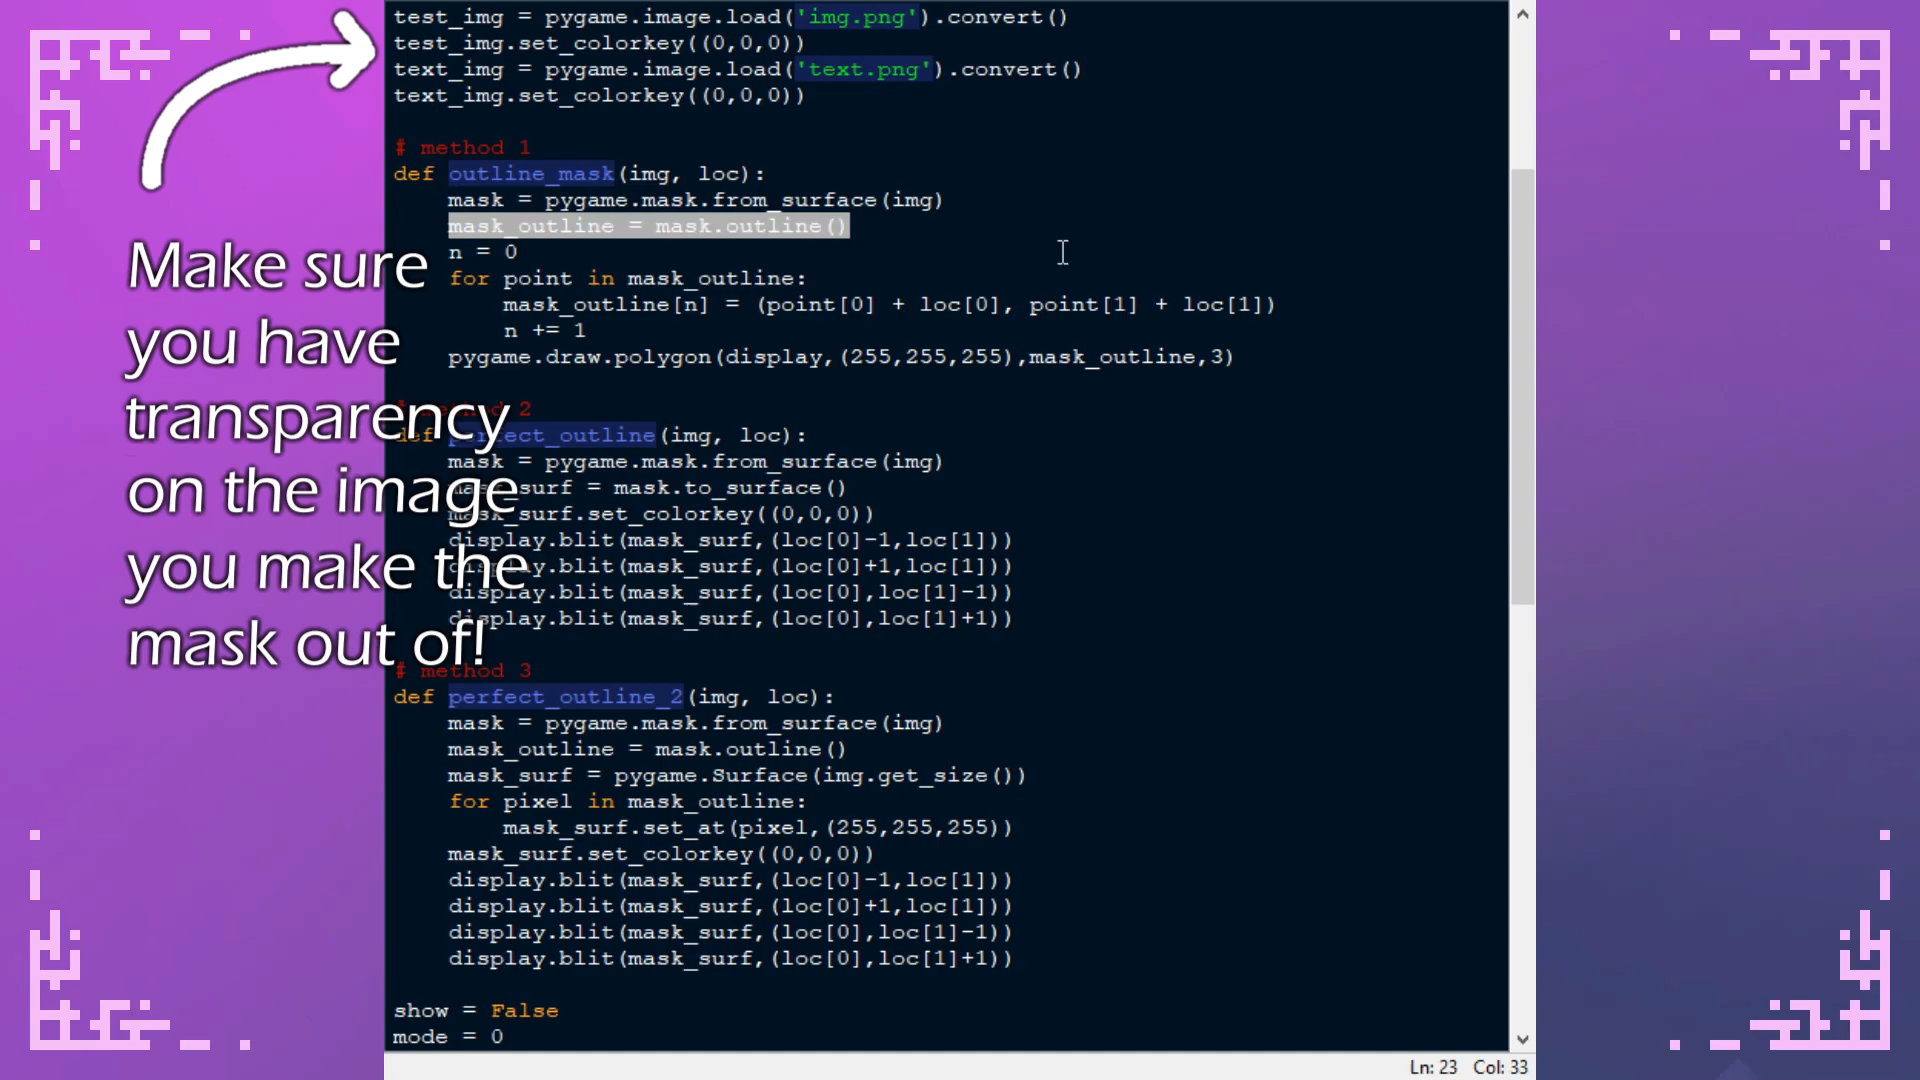 test_img = pygame.image.load('img.png').convert()
test_img.set_colorkey((0,0,0))
text_img = pygame.image.load('text.png').convert()
text_img.set_colorkey((0,0,0))
# method 1
def outline_mask(img, loc):
    mask = pygame.mask.from_surface(img)
    mask_outline = mask.outline()
    n = 0
    for point in mask_outline:
        mask_outline[n] = (point[0] + loc[0], point[1] + loc[1])
        n += 1
    pygame.draw.polygon(display,(255,255,255),mask_outline,3)
# method 2
def perfect_outline(img, loc):
    mask = pygame.mask.from_surface(img)
    mask_surf = mask.to_surface()
    mask_surf.set_colorkey((0,0,0))
    display.blit(mask_surf,(loc[0]-1,loc[1]))
    display.blit(mask_surf,(loc[0]+1,loc[1]))
    display.blit(mask_surf,(loc[0],loc[1]-1))
    display.blit(mask_surf,(loc[0],loc[1]+1))
# method 3
def perfect_outline_2(img, loc):
    mask = pygame.mask.from_surface(img)
    mask_outline = mask.outline()
    mask_surf = pygame.Surface(img.get_size())
    for pixel in mask_outline:
        mask_surf.set_at(pixel,(255,255,255))
    mask_surf.set_colorkey((0,0,0))
    display.blit(mask_surf,(loc[0]-1,loc[1]))
    display.blit(mask_surf,(loc[0]+1,loc[1]))
    display.blit(mask_surf,(loc[0],loc[1]-1))
    display.blit(mask_surf,(loc[0],loc[1]+1))
show = False
mode = 0
Ln: 23 Col: 33
Make sure
you have
transparency
on the image
you make the
mask out of!